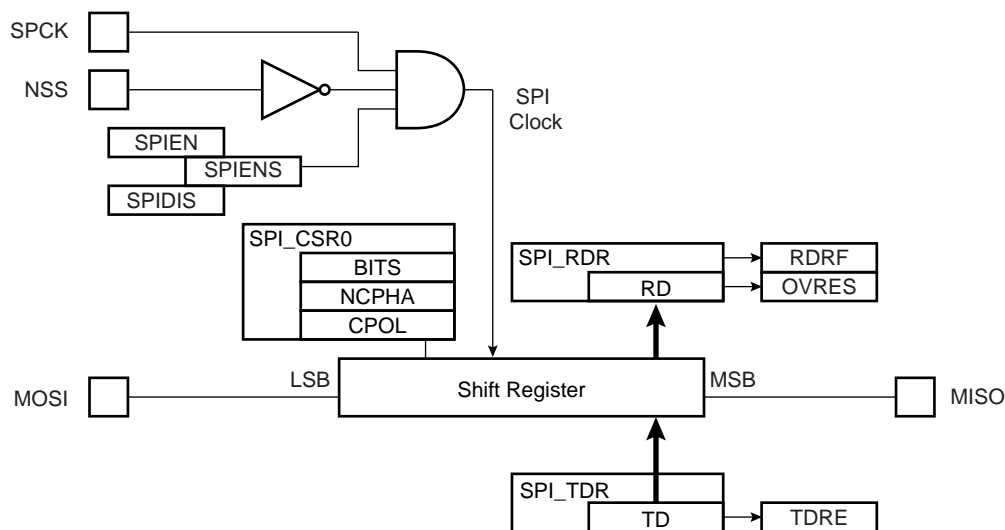 SPCK
NSS
SPI
Clock
SPIEN
SPIENS
SPIDIS
SPI_CSR0
BITS
NCPHA
CPOL
SPI_RDR
RD
RDRF
OVRES
MOSI
LSB
Shift Register
MSB
MISO
SPI_TDR
TD
TDRE